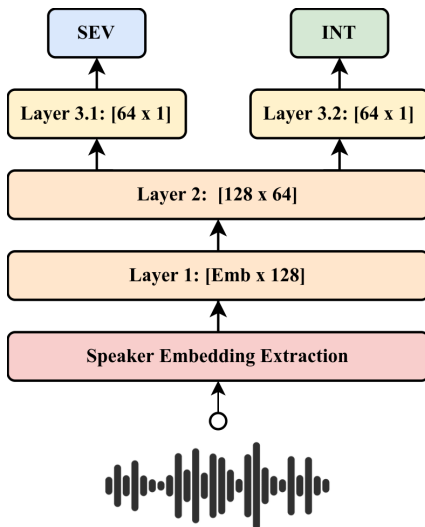 SEV
INT
Layer 3.1: [64 x 1]
Layer 3.2: [64 x 1]
Layer 2: [128 x 64]
Layer 1: [Emb x 128]
Speaker Embedding Extraction